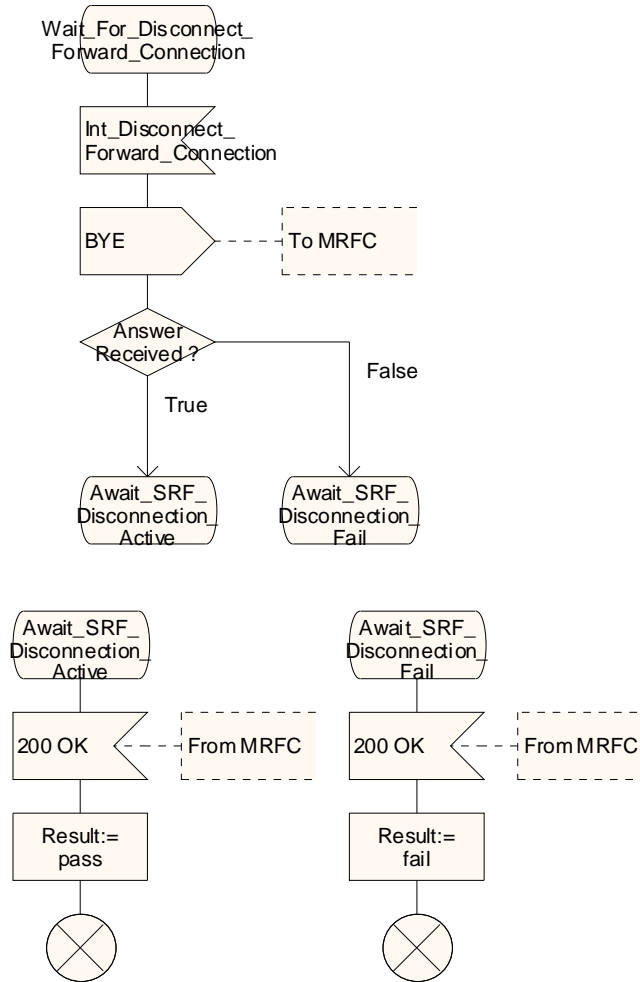 Wait_For_Disconnect_
Forward_Connection
Int_Disconnect_
Forward_Connection
BYE
To MRFC
Answer
Received ?
False
True
Await_SRF_
Disconnection_
Active
Await_SRF_
Disconnection_
Fail
Await_SRF_
Disconnection_
Active
Await_SRF_
Disconnection_
Fail
200 OK
From MRFC
200 OK
From MRFC
Result:=
pass
Result:=
fail